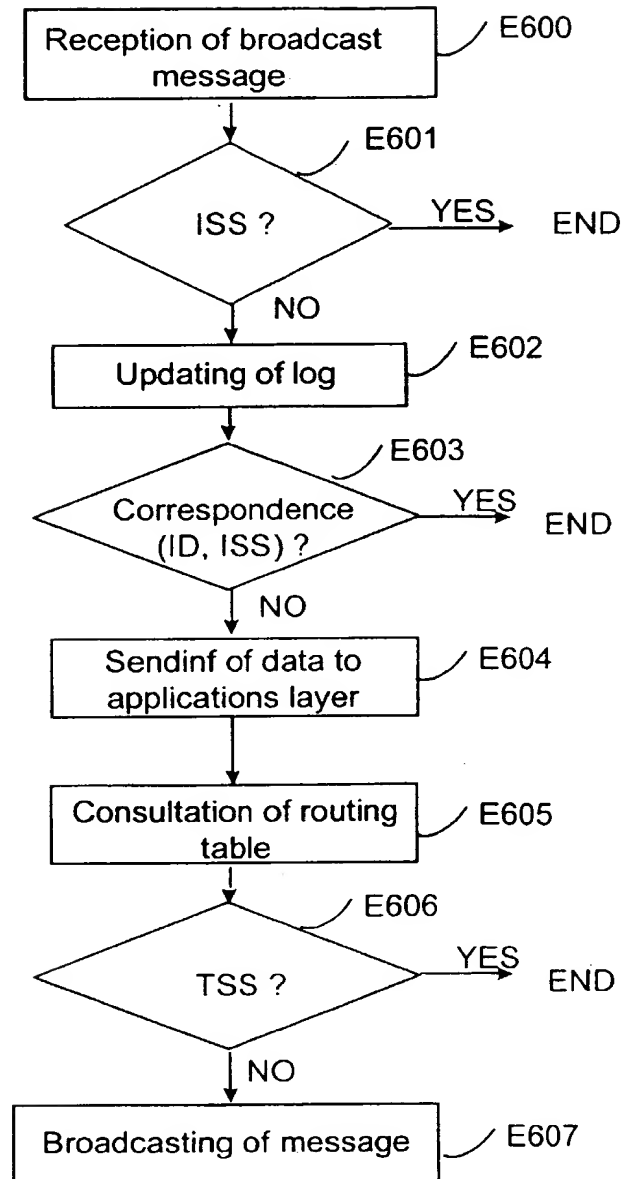 Reception of broadcast
message
E600
E601
ISS ?
YES
END
NO
Updating of log
E602
E603
Correspondence
(ID, ISS) ?
YES
END
NO
Sendinf of data to
applications layer
E604
Consultation of routing
table
E605
E606
TSS ?
YES
END
NO
Broadcasting of message
E607